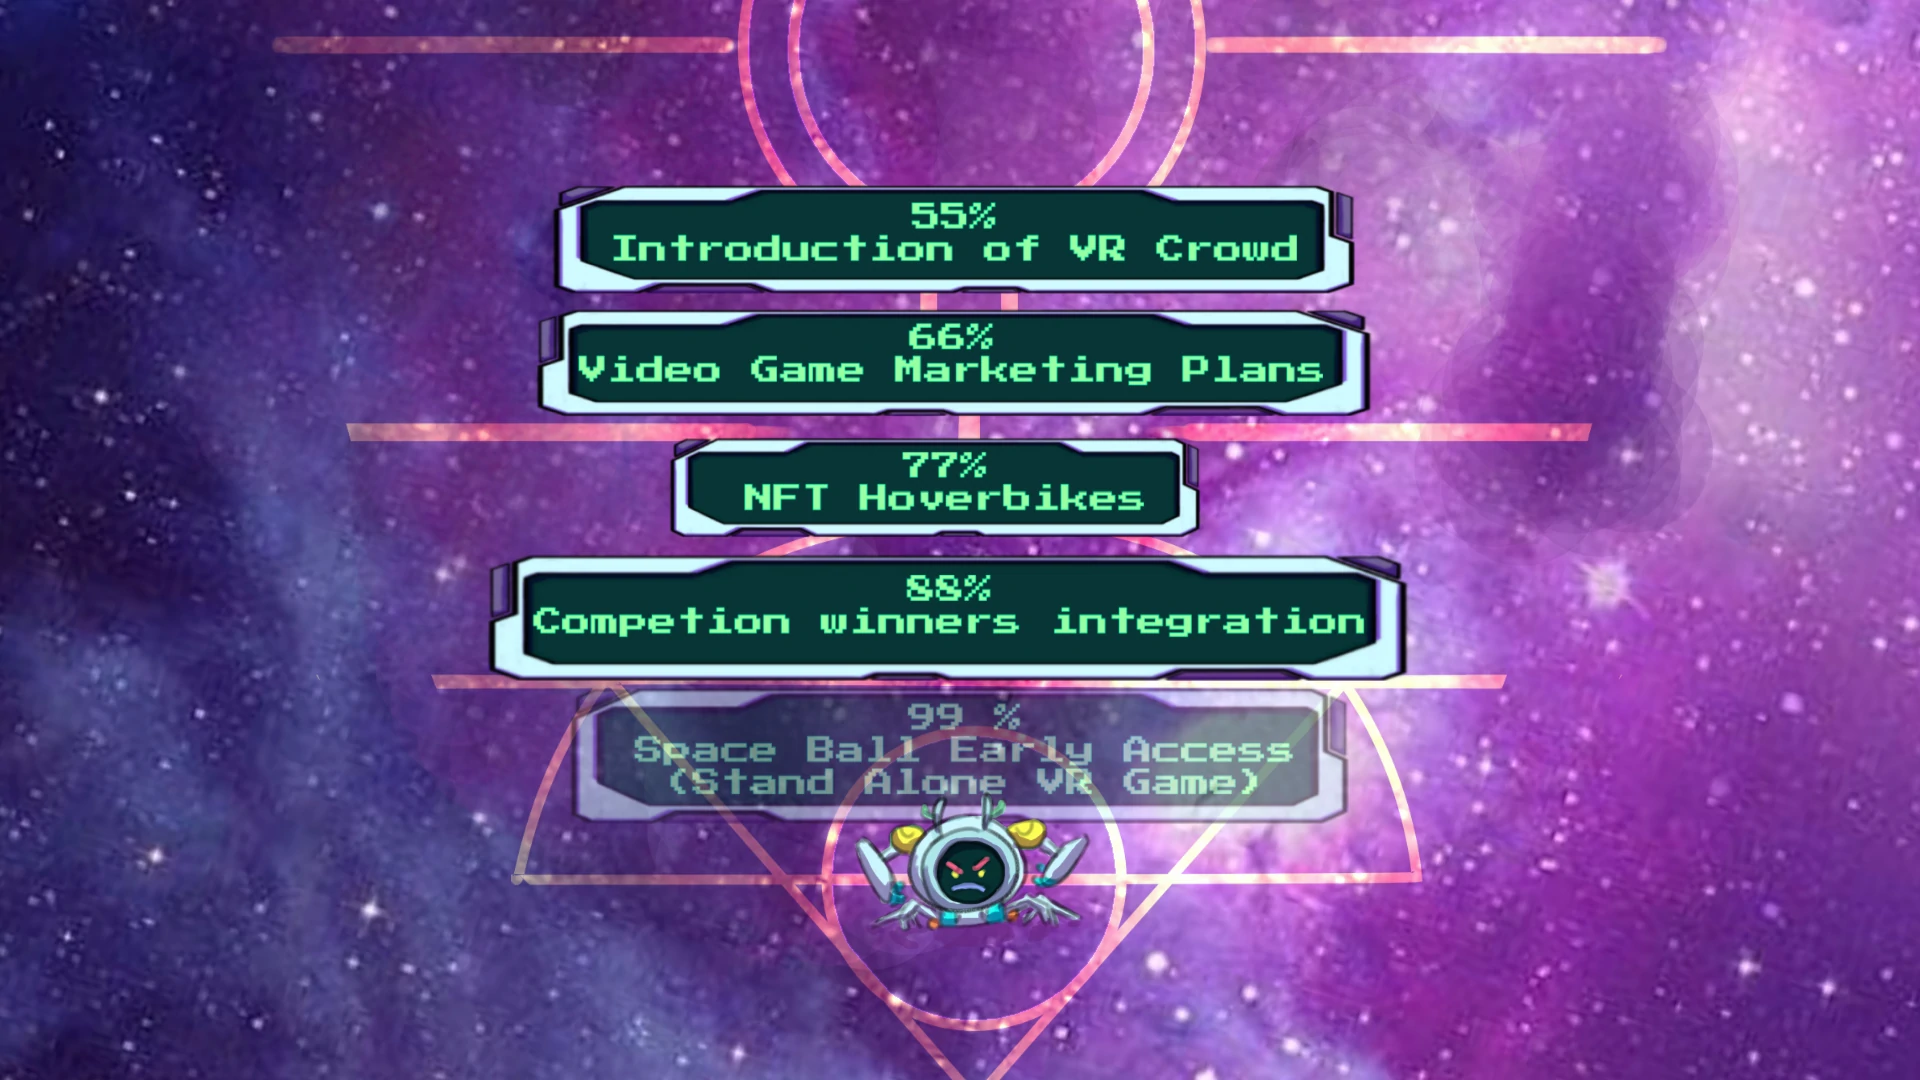 55%
Introduction of VR Crowd
66%
Video Game Marketing Plans
77%
NFT Hoverbikes
88%
Competion winners integration
99 %
Space Ball Early Access
(Stand Alone VR Game)